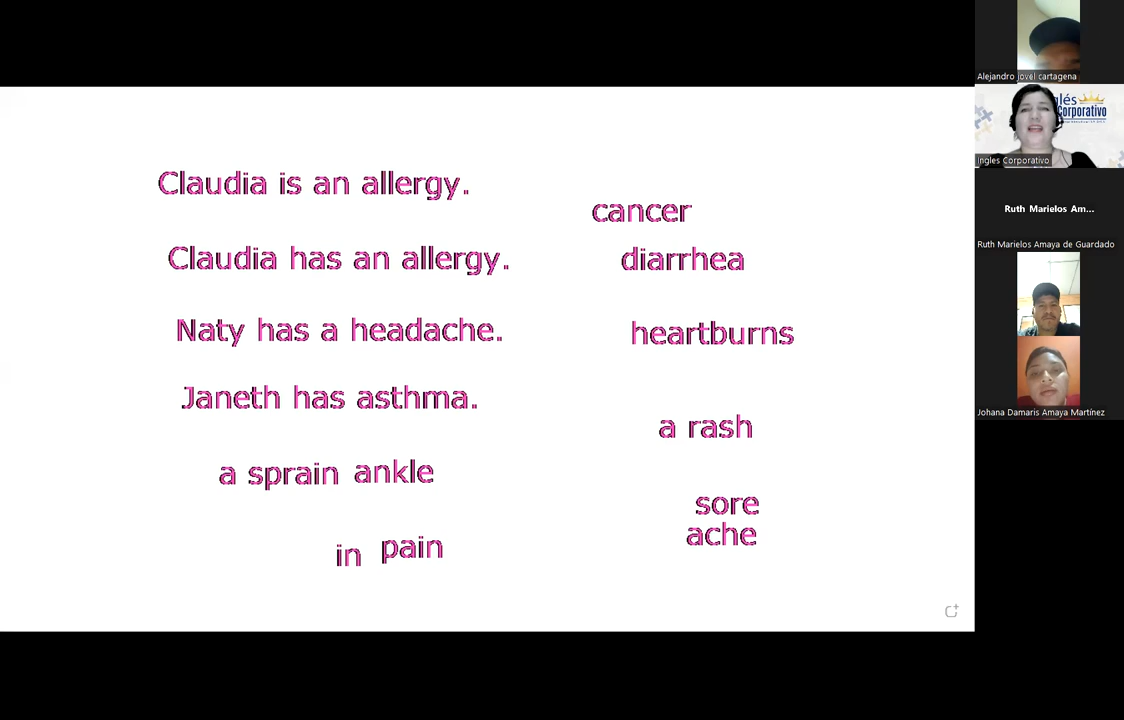 Claudia is an allergy.
Claudia has an allergy.
Naty has a headache.
Janeth has asthma.
a sprain ankle
in pain
cancer
diarrhea
heartburns
a rash
sore
ache
Alejandro jovel cartagena
glés
Corporativo
Ingles Corporativo
Ruth Marielos Am...
Ruth Marielos Amaya de Guardado
Johana Damaris Amaya Martínez